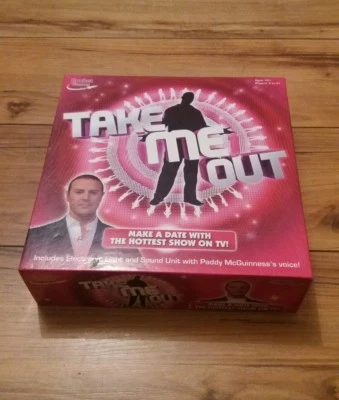 TAKE
ME
OUT
MAKE A DATE WITH
THE HOTTEST SHOW ON TV!
Includes Electronic Light and Sound Unit with Paddy McGuinness's voice!
TAKE ME OUT